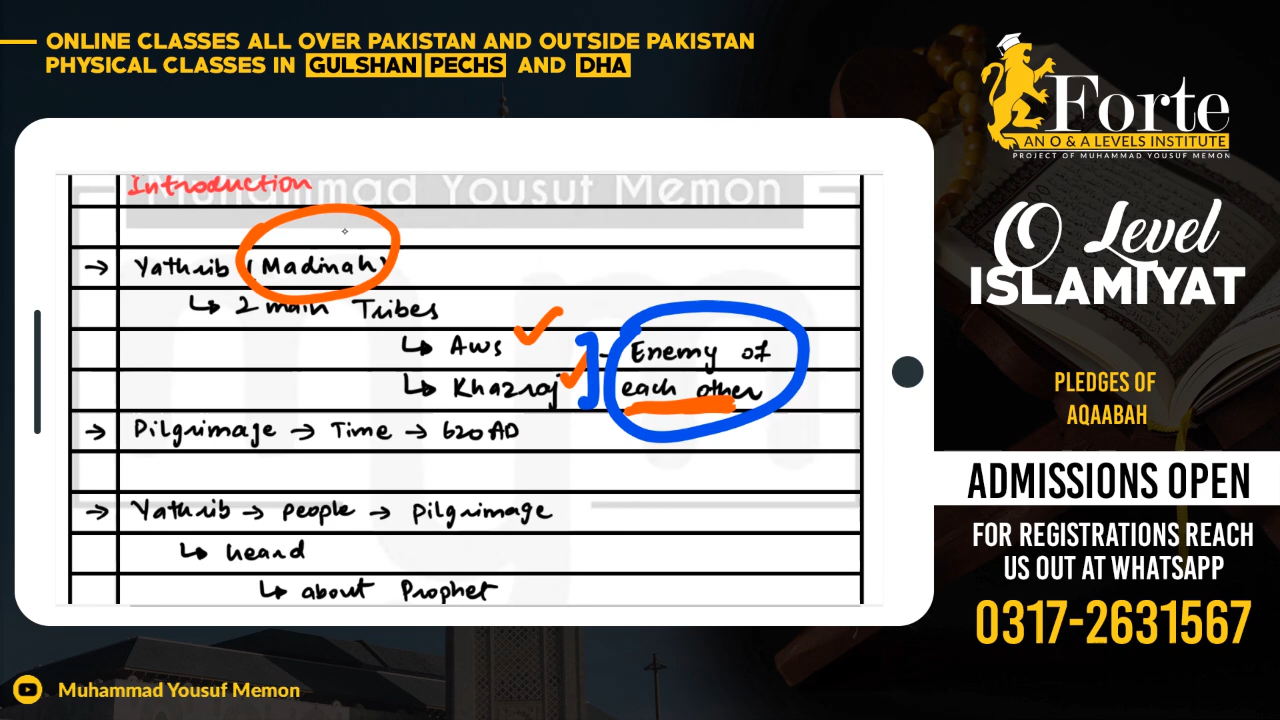 ONLINE CLASSES ALL OVER PAKISTAN AND OUTSIDE PAKISTAN
PHYSICAL CLASSES IN GULSHAN PECHS AND DHA
Forte
AN O & A LEVELS INSTITUTE
PROJECT OF MUHAMMAD YOUSUF MEMON
Muhammad Yousuf Memon
Introduction
→ Yathrib (Madinah)
↳ 2 main Tribes
↳ Aws
↳ Khazraj
- Enemy of
each other
→ Pilgrimage → Time → 620 AD
→ Yathrib → people → pilgrimage
↳ heard
↳ about Prophet
O Level
ISLAMIYAT
PLEDGES OF
AQAABAH
ADMISSIONS OPEN
FOR REGISTRATIONS REACH
US OUT AT WHATSAPP
0317-2631567
Muhammad Yousuf Memon